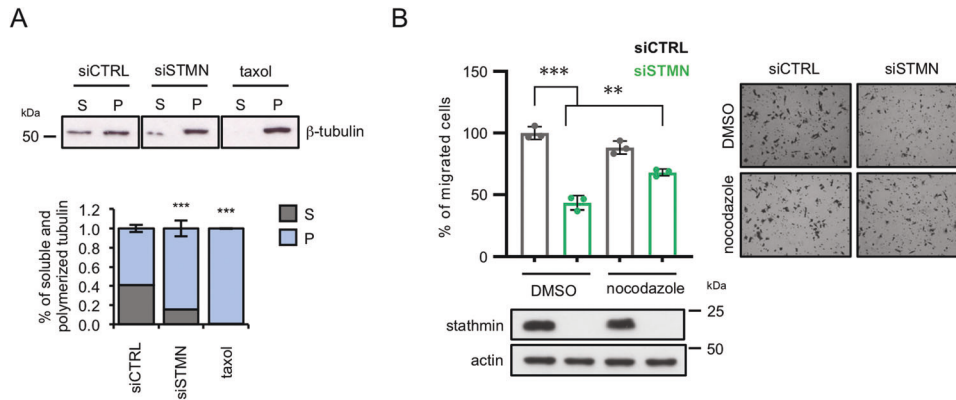 A
siCTRL siSTMN taxol
S P S P S P
kDa
50
β-tubulin
% of soluble and
polymerized tubulin
1.2
1.0
0.8
0.6
0.4
0.2
0.0
*** ***
S
P
siCTRL
siSTMN
taxol
B
siCTRL
siSTMN
% of migrated cells
150
100
50
0
***
**
DMSO nocodazole
kDa
stathmin
25
actin
50
siCTRL siSTMN
DMSO
nocodazole